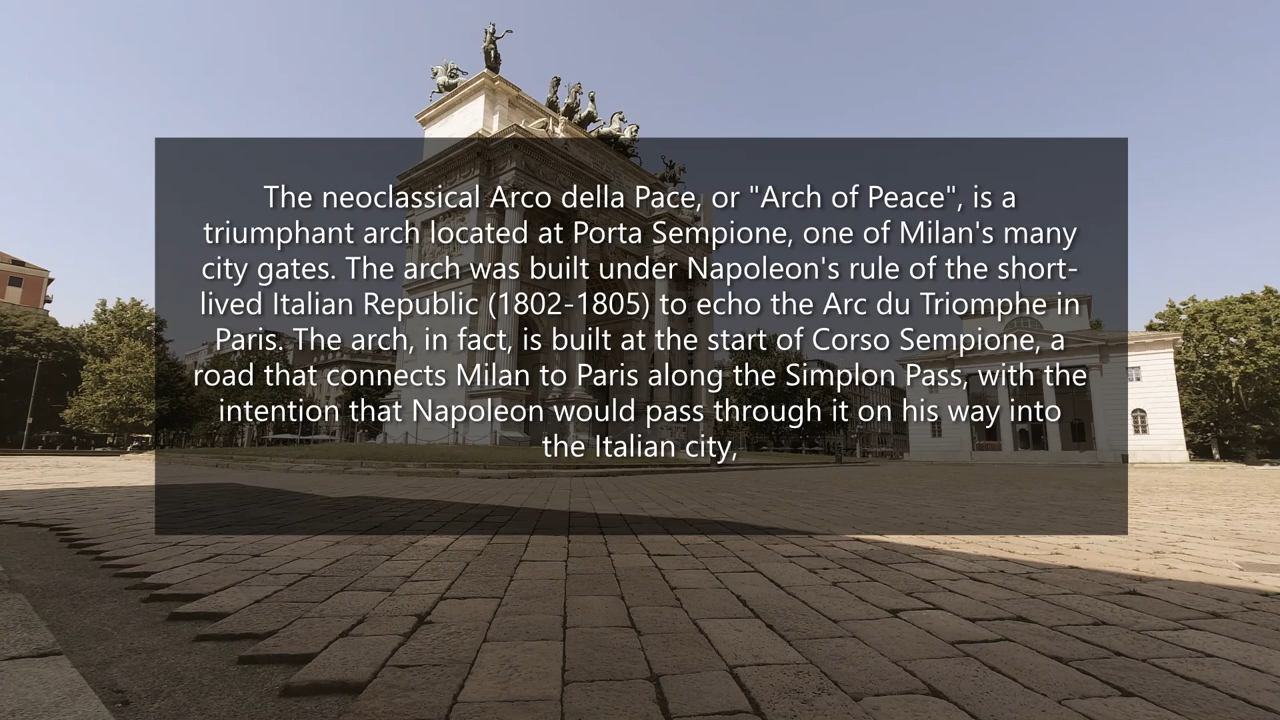 The neoclassical Arco della Pace, or "Arch of Peace", is a
triumphant arch located at Porta Sempione, one of Milan's many
city gates. The arch was built under Napoleon's rule of the short-
lived Italian Republic (1802-1805) to echo the Arc du Triomphe in
Paris. The arch, in fact, is built at the start of Corso Sempione, a
road that connects Milan to Paris along the Simplon Pass, with the
intention that Napoleon would pass through it on his way into
the Italian city,